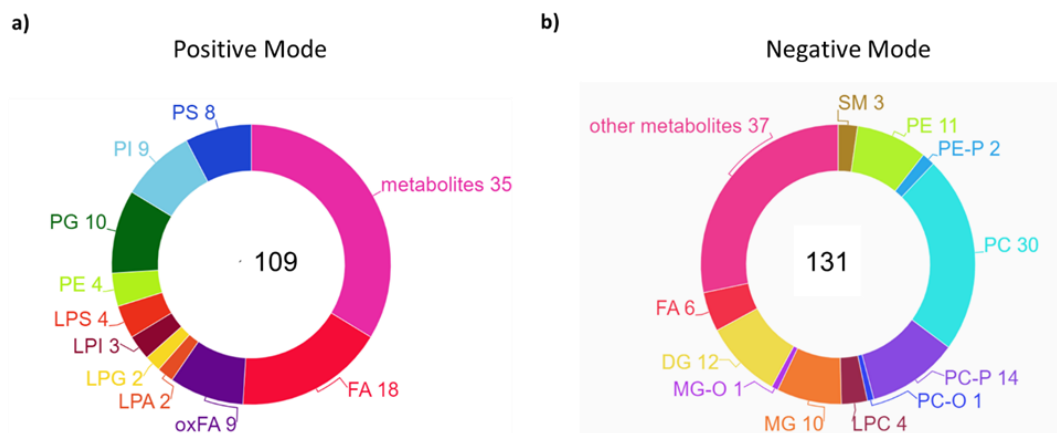 a)
Positive Mode
PS 8
PI 9
metabolites 35
PG 10
109
PE 4
LPS 4
LPI 3
LPG 2
LPA 2
oxFA 9
FA 18
b)
Negative Mode
SM 3
other metabolites 37
PE 11
PE-P 2
PC 30
131
FA 6
DG 12
MG-O 1
MG 10
LPC 4
PC-O 1
PC-P 14